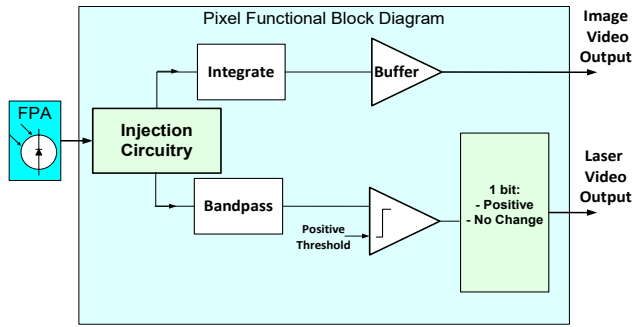 Pixel Functional Block Diagram
Image
Video
Output
Integrate
Buffer
FPA
Injection
Circuitry
Laser
Video
Output
1 bit:
- Positive
- No Change
Bandpass
Positive
Threshold